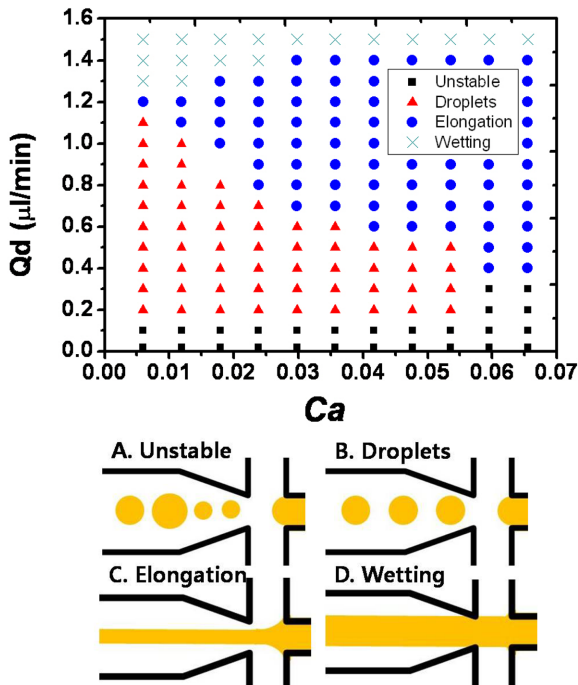 1.6
1.4
1.2
1.0
0.8
0.6
0.4
0.2
0.0
Qd (μl/min)
Unstable
Droplets
Elongation
Wetting
0.00 0.01 0.02 0.03 0.04 0.05 0.06 0.07
Ca
A. Unstable
B. Droplets
C. Elongation
D. Wetting